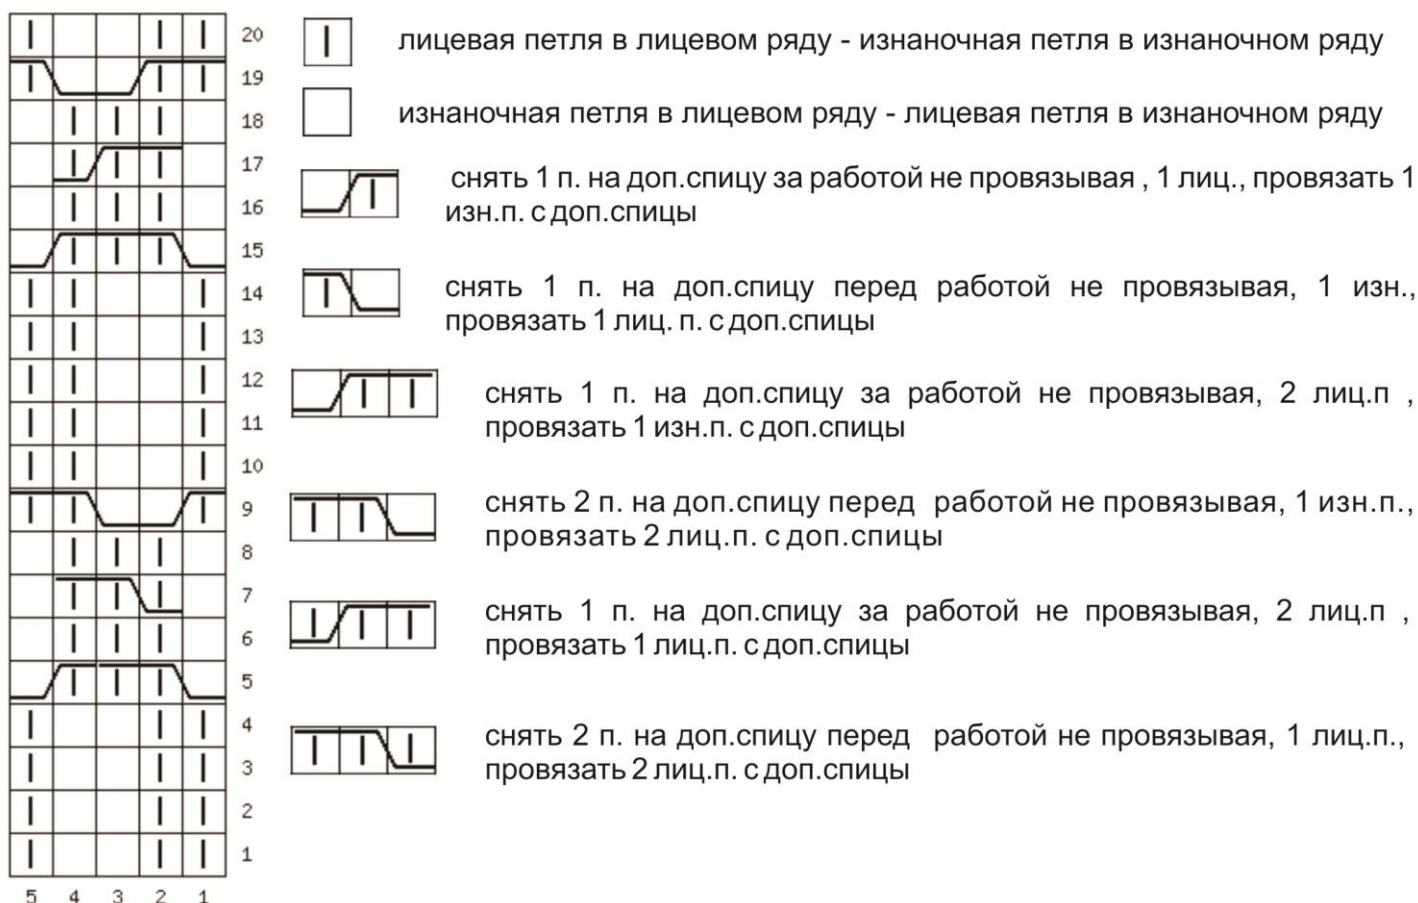 20
19
18
17
16
15
14
13
12
11
10
9
8
7
6
5
4
3
2
1
5 4 3 2 1
лицевая петля в лицевом ряду - изнаночная петля в изнаночном ряду
изнаночная петля в лицевом ряду - лицевая петля в изнаночном ряду
снять 1 п. на доп.спицу за работой не провязывая , 1 лиц., провязать 1
изн.п. с доп.спицы
снять 1 п. на доп.спицу перед работой не провязывая, 1 изн.,
провязать 1 лиц. п. с доп.спицы
снять 1 п. на доп.спицу за работой не провязывая, 2 лиц.п ,
провязать 1 изн.п. с доп.спицы
снять 2 п. на доп.спицу перед работой не провязывая, 1 изн.п.,
провязать 2 лиц.п. с доп.спицы
снять 1 п. на доп.спицу за работой не провязывая, 2 лиц.п ,
провязать 1 лиц.п. с доп.спицы
снять 2 п. на доп.спицу перед работой не провязывая, 1 лиц.п.,
провязать 2 лиц.п. с доп.спицы